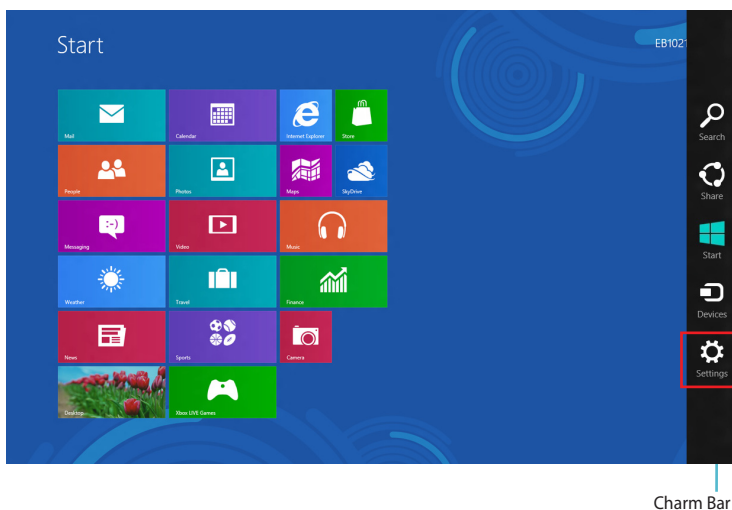 Start
EB1021
Mail
Calendar
Internet Explorer
Store
People
Photos
Maps
SkyDrive
Messaging
Video
Music
Weather
Travel
Finance
News
Sports
Camera
Desktop
Xbox LIVE Games
Search
Share
Start
Devices
Settings
Charm Bar